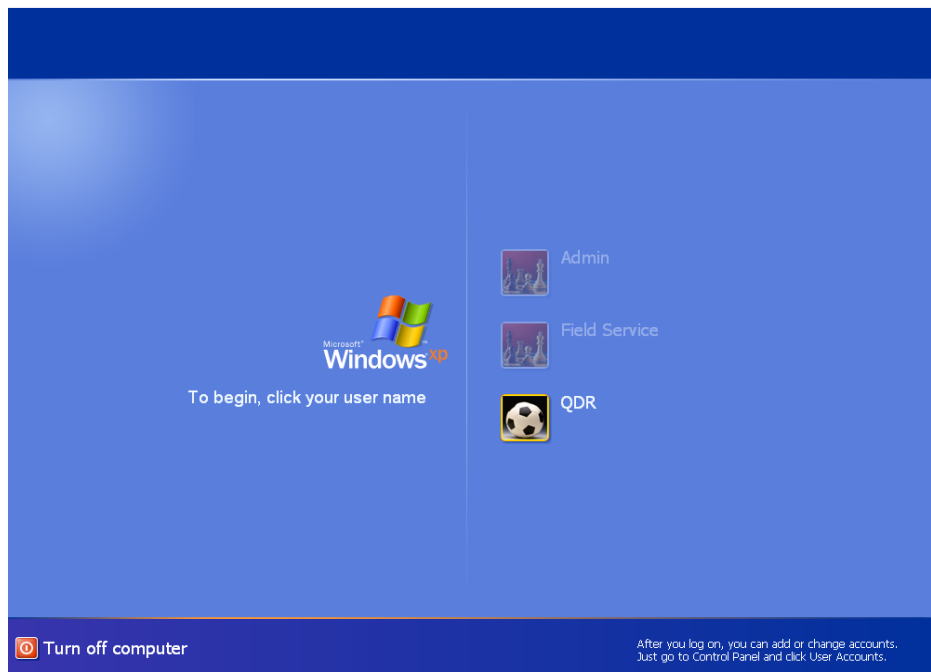 Admin
Field Service
Microsoft®
Windows xp
To begin, click your user name
QDR
Turn off computer
After you log on, you can add or change accounts.
Just go to Control Panel and click User Accounts.